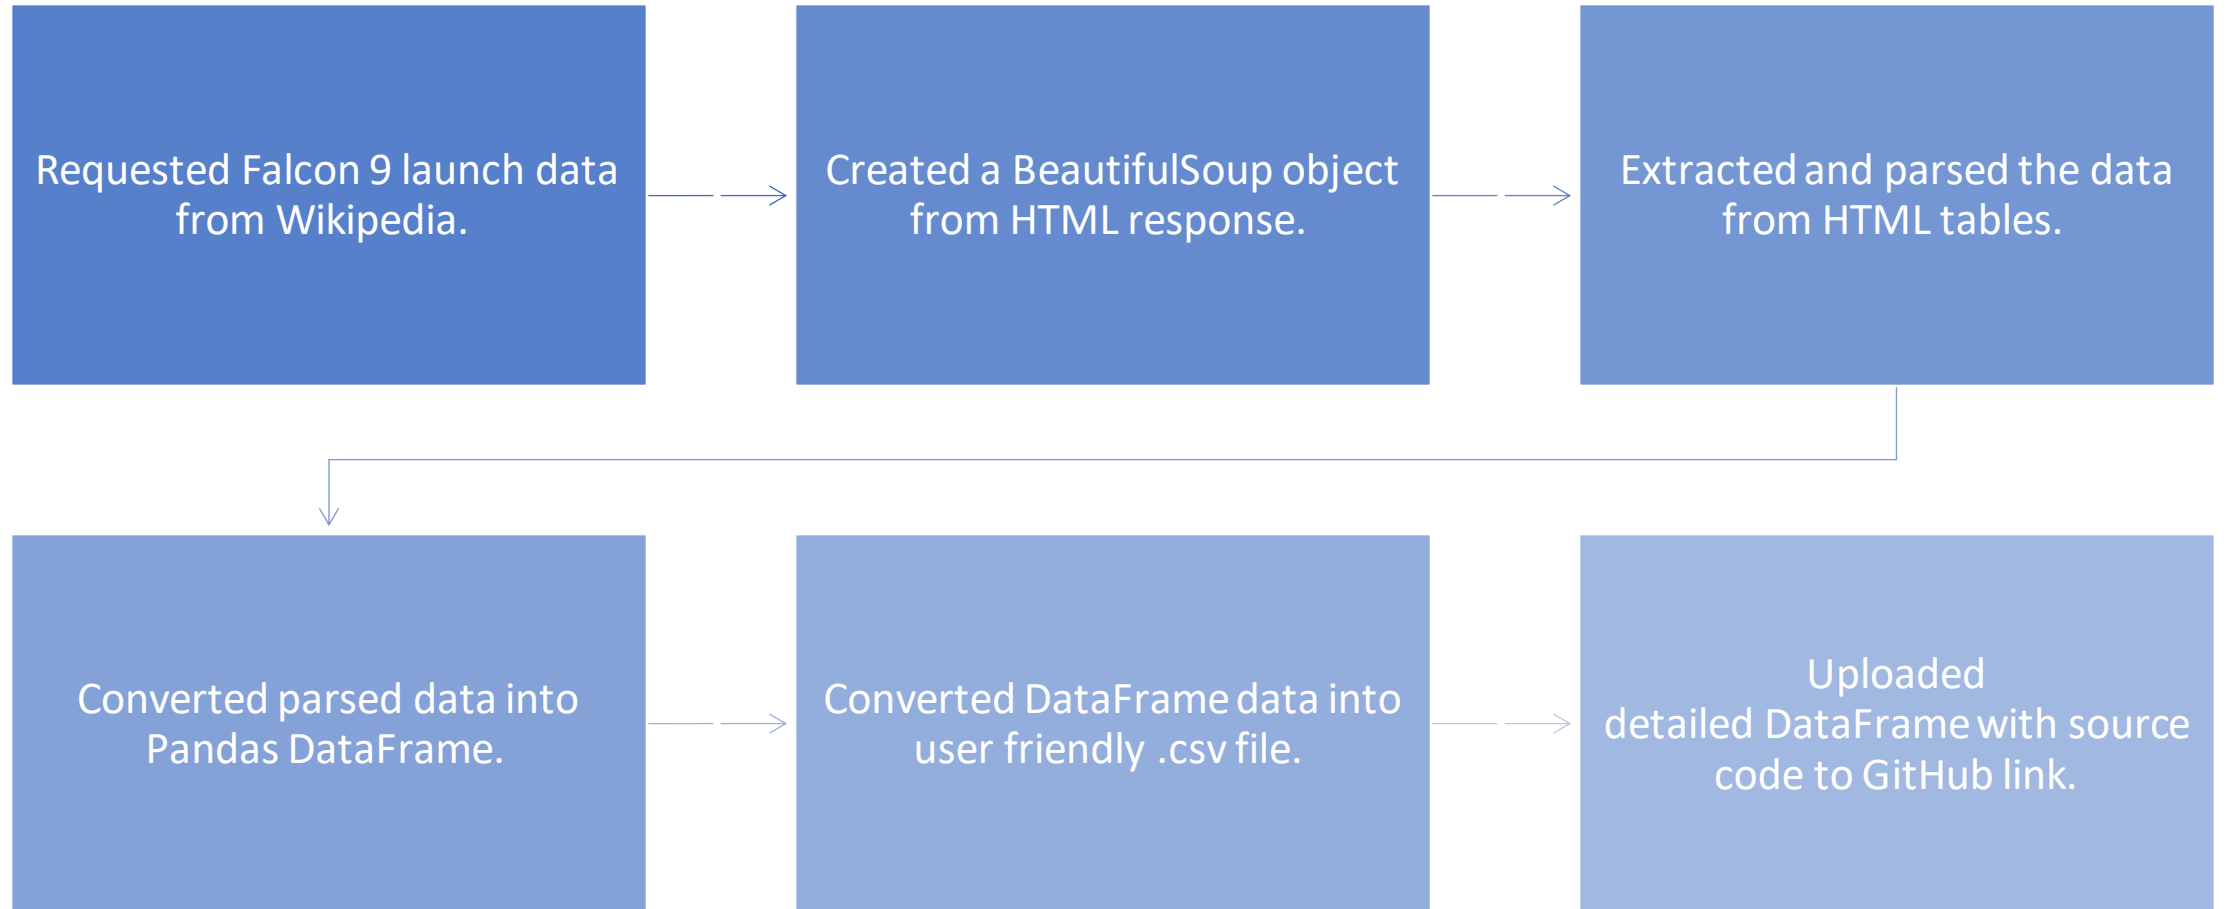 Requested Falcon 9 launch data
from Wikipedia.
Created a BeautifulSoup object
from HTML response.
Extracted and parsed the data
from HTML tables.
Converted parsed data into
Pandas DataFrame.
Converted DataFrame data into
user friendly .csv file.
Uploaded
detailed DataFrame with source
code to GitHub link.